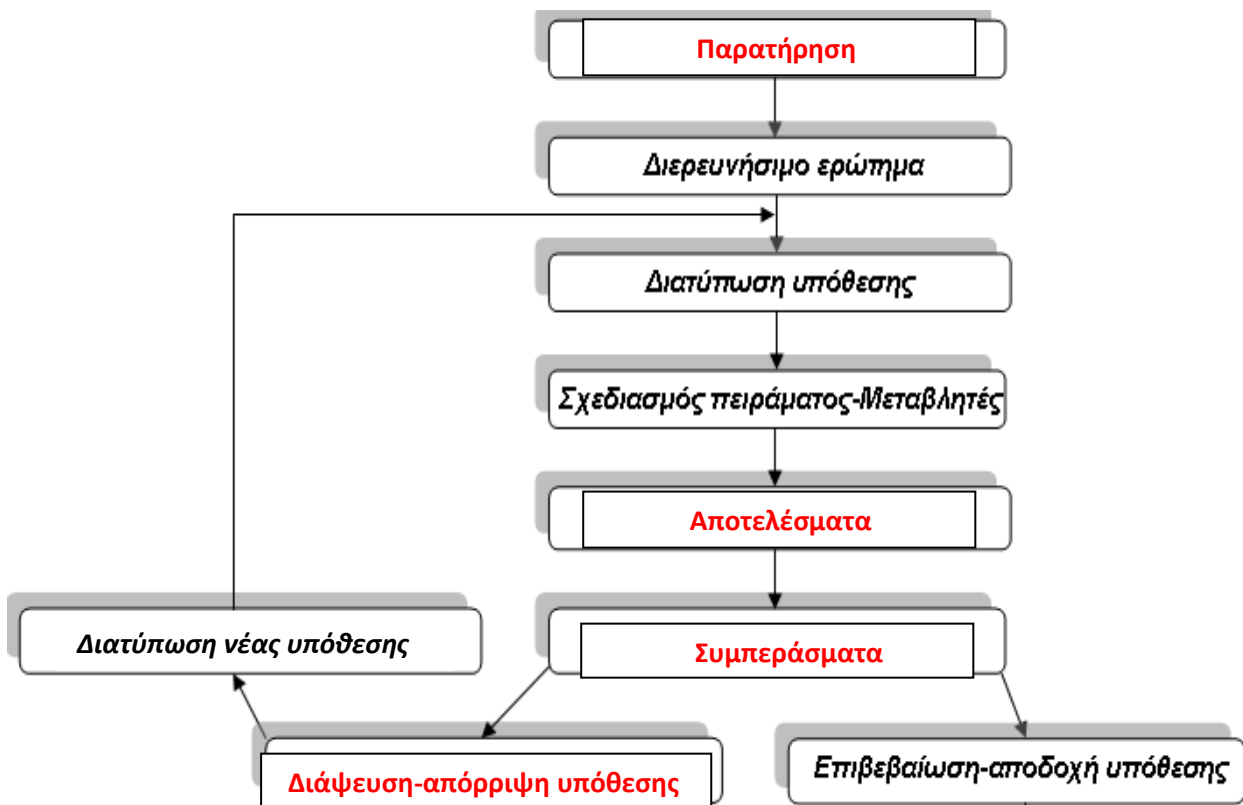 Παρατήρηση
Διερευνήσιμο ερώτημα
Διατύπωση υπόθεσης
Σχεδιασμός πειράματος-Μεταβλητές
Αποτελέσματα
Διατύπωση νέας υπόθεσης
Συμπεράσματα
Διάψευση-απόρριψη υπόθεσης
Επιβεβαίωση-αποδοχή υπόθεσης